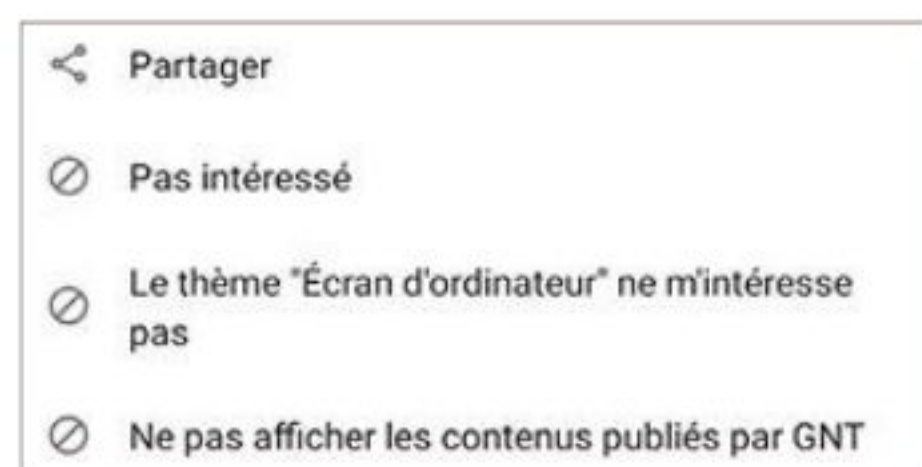 Partager
Pas intéressé
Le thème "Écran d'ordinateur" ne m'intéresse
pas
Ne pas afficher les contenus publiés par GNT